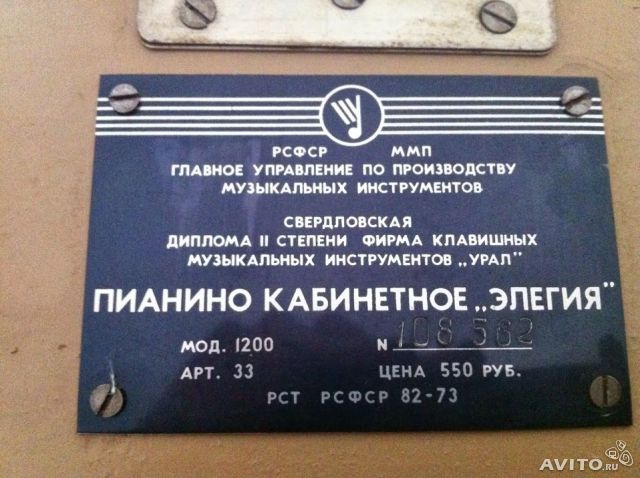 РСФСР ММП
ГЛАВНОЕ УПРАВЛЕНИЕ ПО ПРОИЗВОДСТВУ
МУЗЫКАЛЬНЫХ ИНСТРУМЕНТОВ
СВЕРДЛОВСКАЯ
ДИПЛОМА II СТЕПЕНИ ФИРМА КЛАВИШНЫХ
МУЗЫКАЛЬНЫХ ИНСТРУМЕНТОВ „УРАЛ"
ПИАНИНО КАБИНЕТНОЕ „ЭЛЕГИЯ"
МОД. 1200 N 108 562
АРТ. 33 ЦЕНА 550 РУБ.
РСТ РСФСР 82-73
AVITO.ru